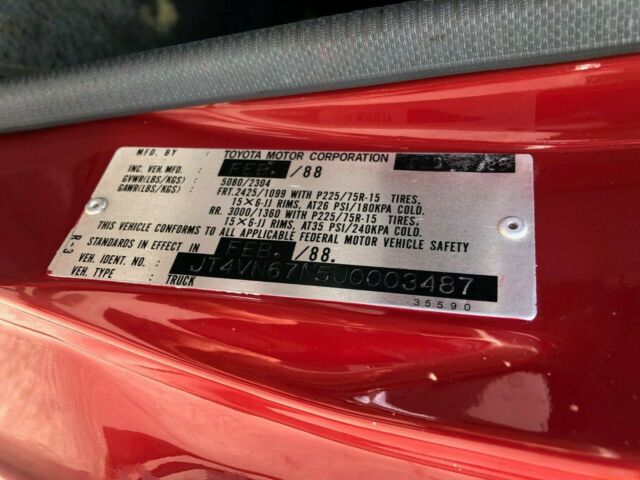 MFD. BY TOYOTA MOTOR CORPORATION
INC. VEH. MFD. FEB. /88
GVWR(LBS/KGS) 5080/2304
GAWR(LBS/KGS) FRT. 2425/1099 WITH P225/75R-15 TIRES,
15×6-JJ RIMS, AT26 PSI/180KPA COLD.
RR. 3000/1360 WITH P225/75R-15 TIRES,
15×6-JJ RIMS, AT35 PSI/240KPA COLD.
THIS VEHICLE CONFORMS TO ALL APPLICABLE FEDERAL MOTOR VEHICLE SAFETY
STANDARDS IN EFFECT IN FEB. /88.
VEH. IDENT. NO. : JT4VN67N5J0003487
VEH. TYPE: TRUCK
35590
R-3